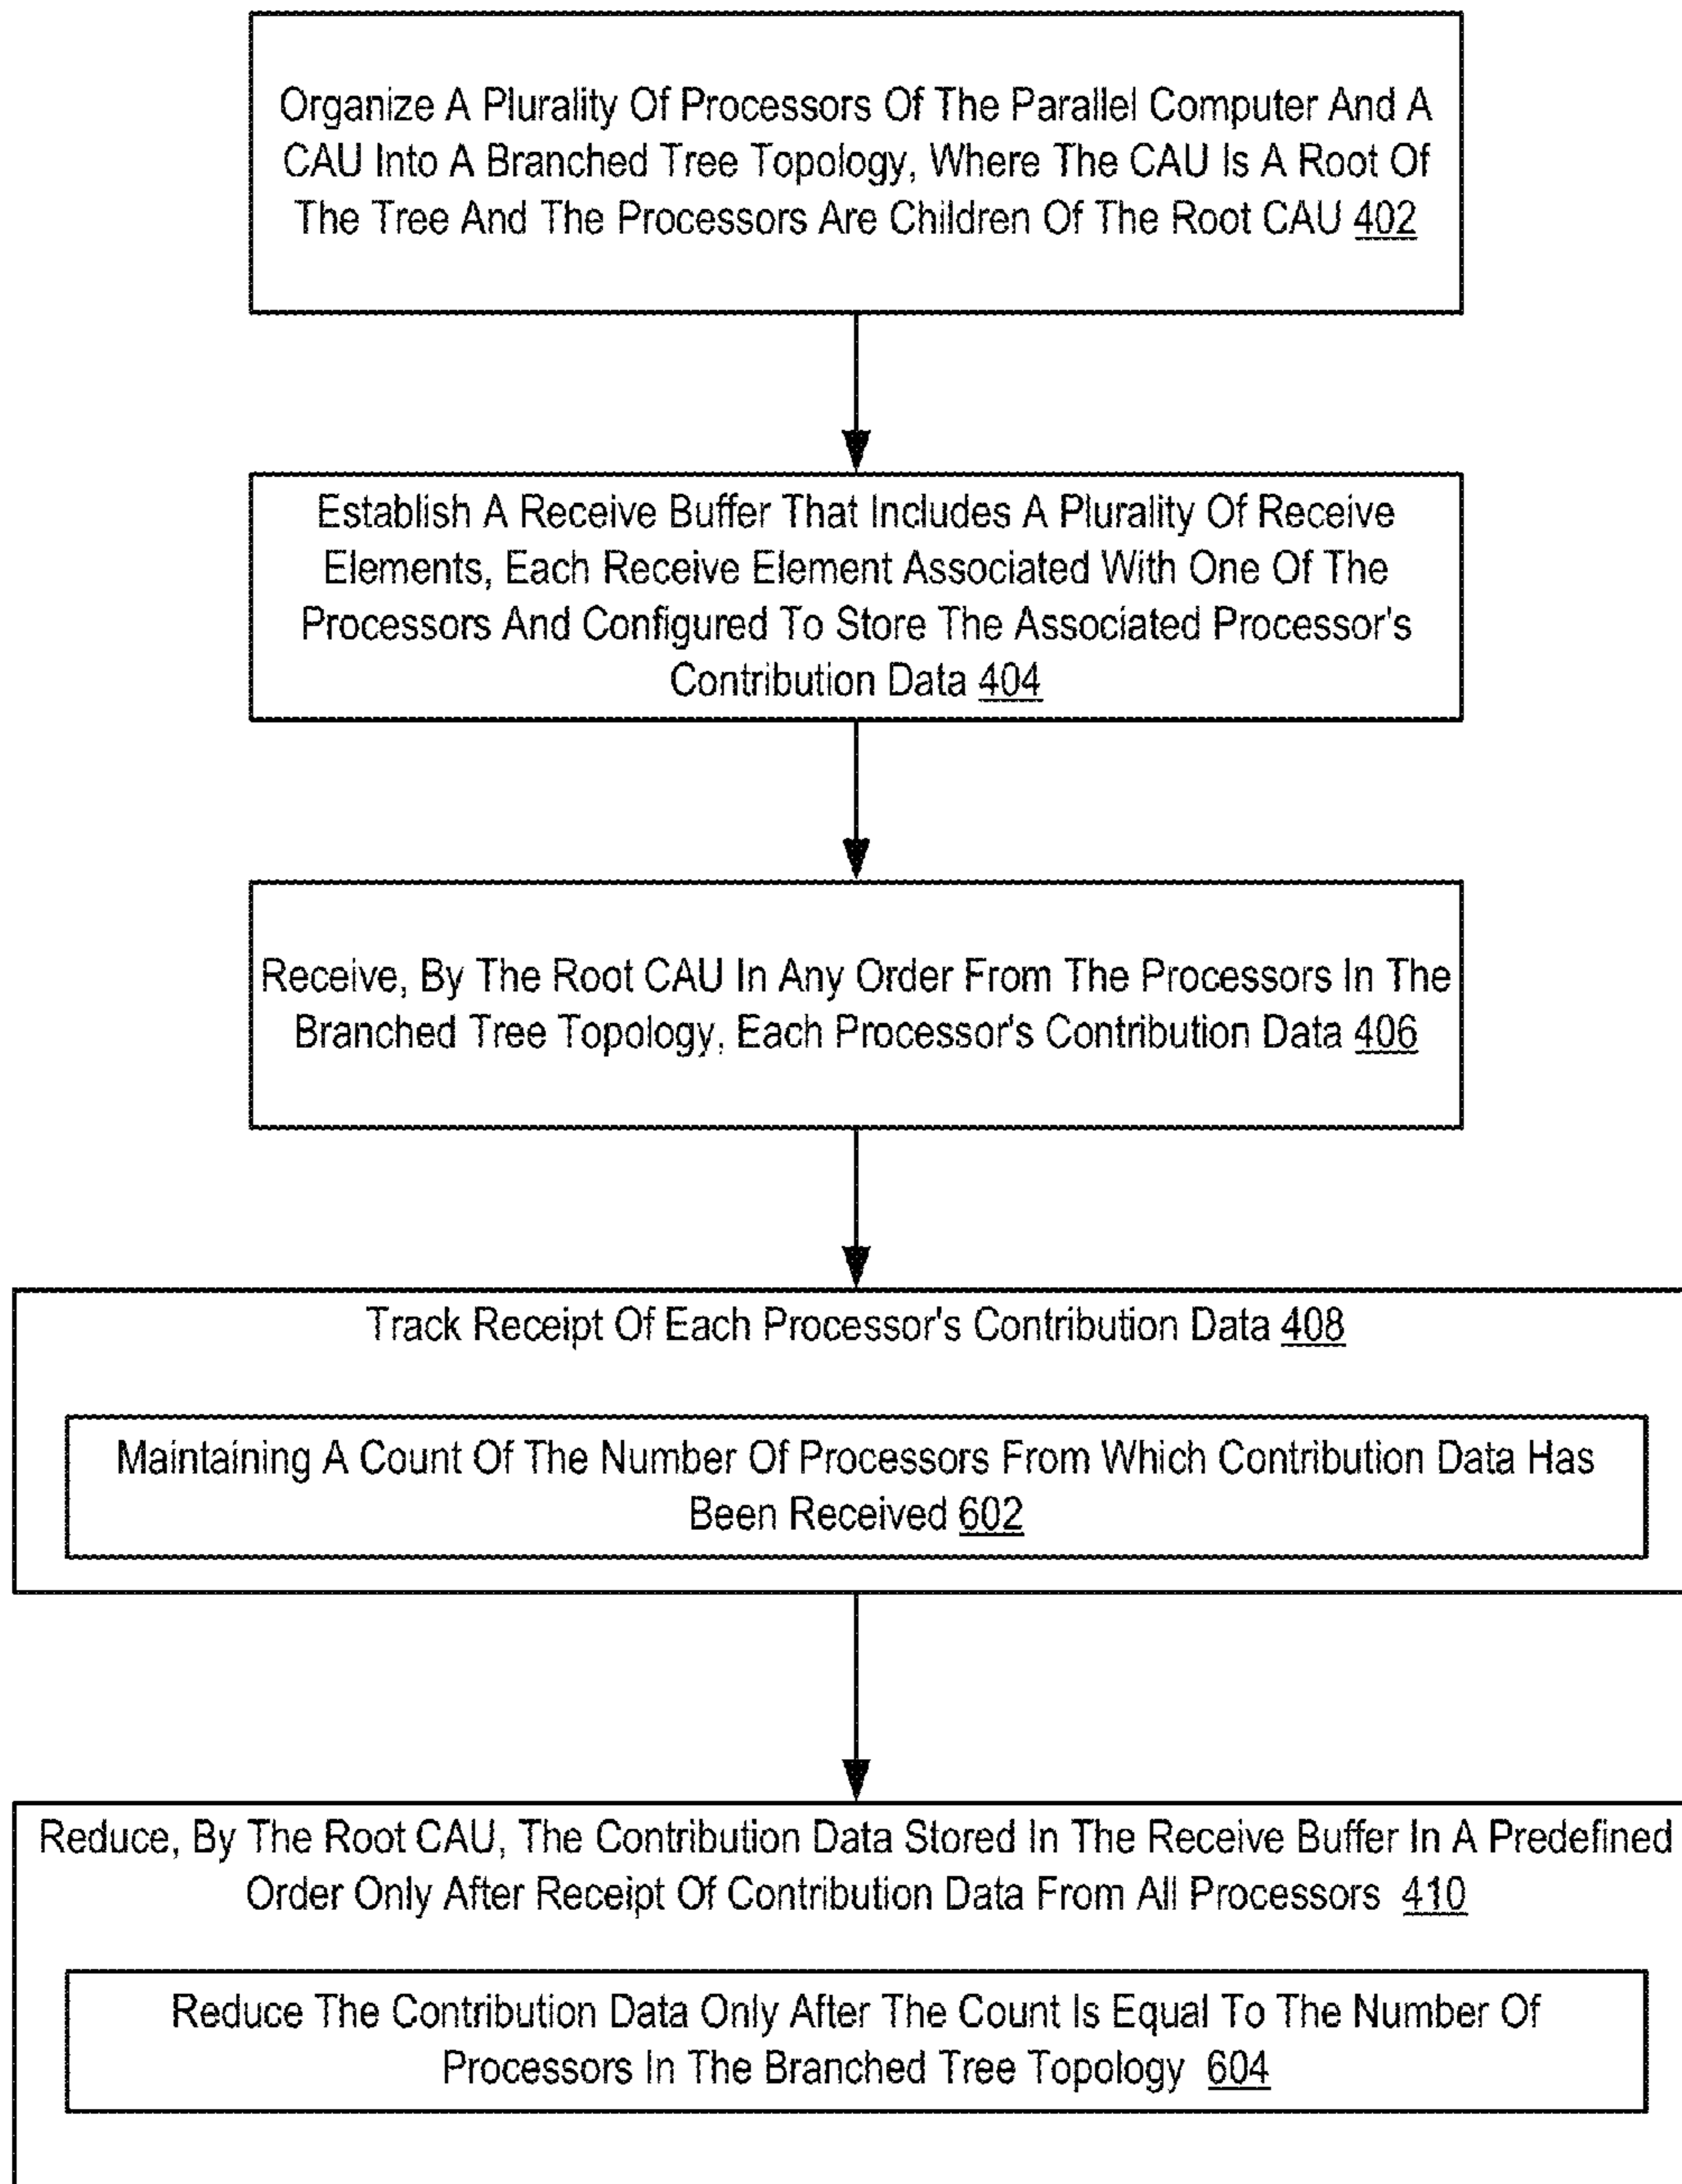 Organize A Plurality Of Processors Of The Parallel Computer And A
CAU Into A Branched Tree Topology, Where The CAU Is A Root Of
The Tree And The Processors Are Children Of The Root CAU 402
Establish A Receive Buffer That Includes A Plurality Of Receive
Elements, Each Receive Element Associated With One Of The
Processors And Configured To Store The Associated Processor's
Contribution Data 404
Receive, By The Root CAU In Any Order From The Processors In The
Branched Tree Topology, Each Processor's Contribution Data 406
Track Receipt Of Each Processor's Contribution Data 408
Maintaining A Count Of The Number Of Processors From Which Contribution Data Has
Been Received 602
Reduce, By The Root CAU, The Contribution Data Stored In The Receive Buffer In A Predefined
Order Only After Receipt Of Contribution Data From All Processors 410
Reduce The Contribution Data Only After The Count Is Equal To The Number Of
Processors In The Branched Tree Topology 604